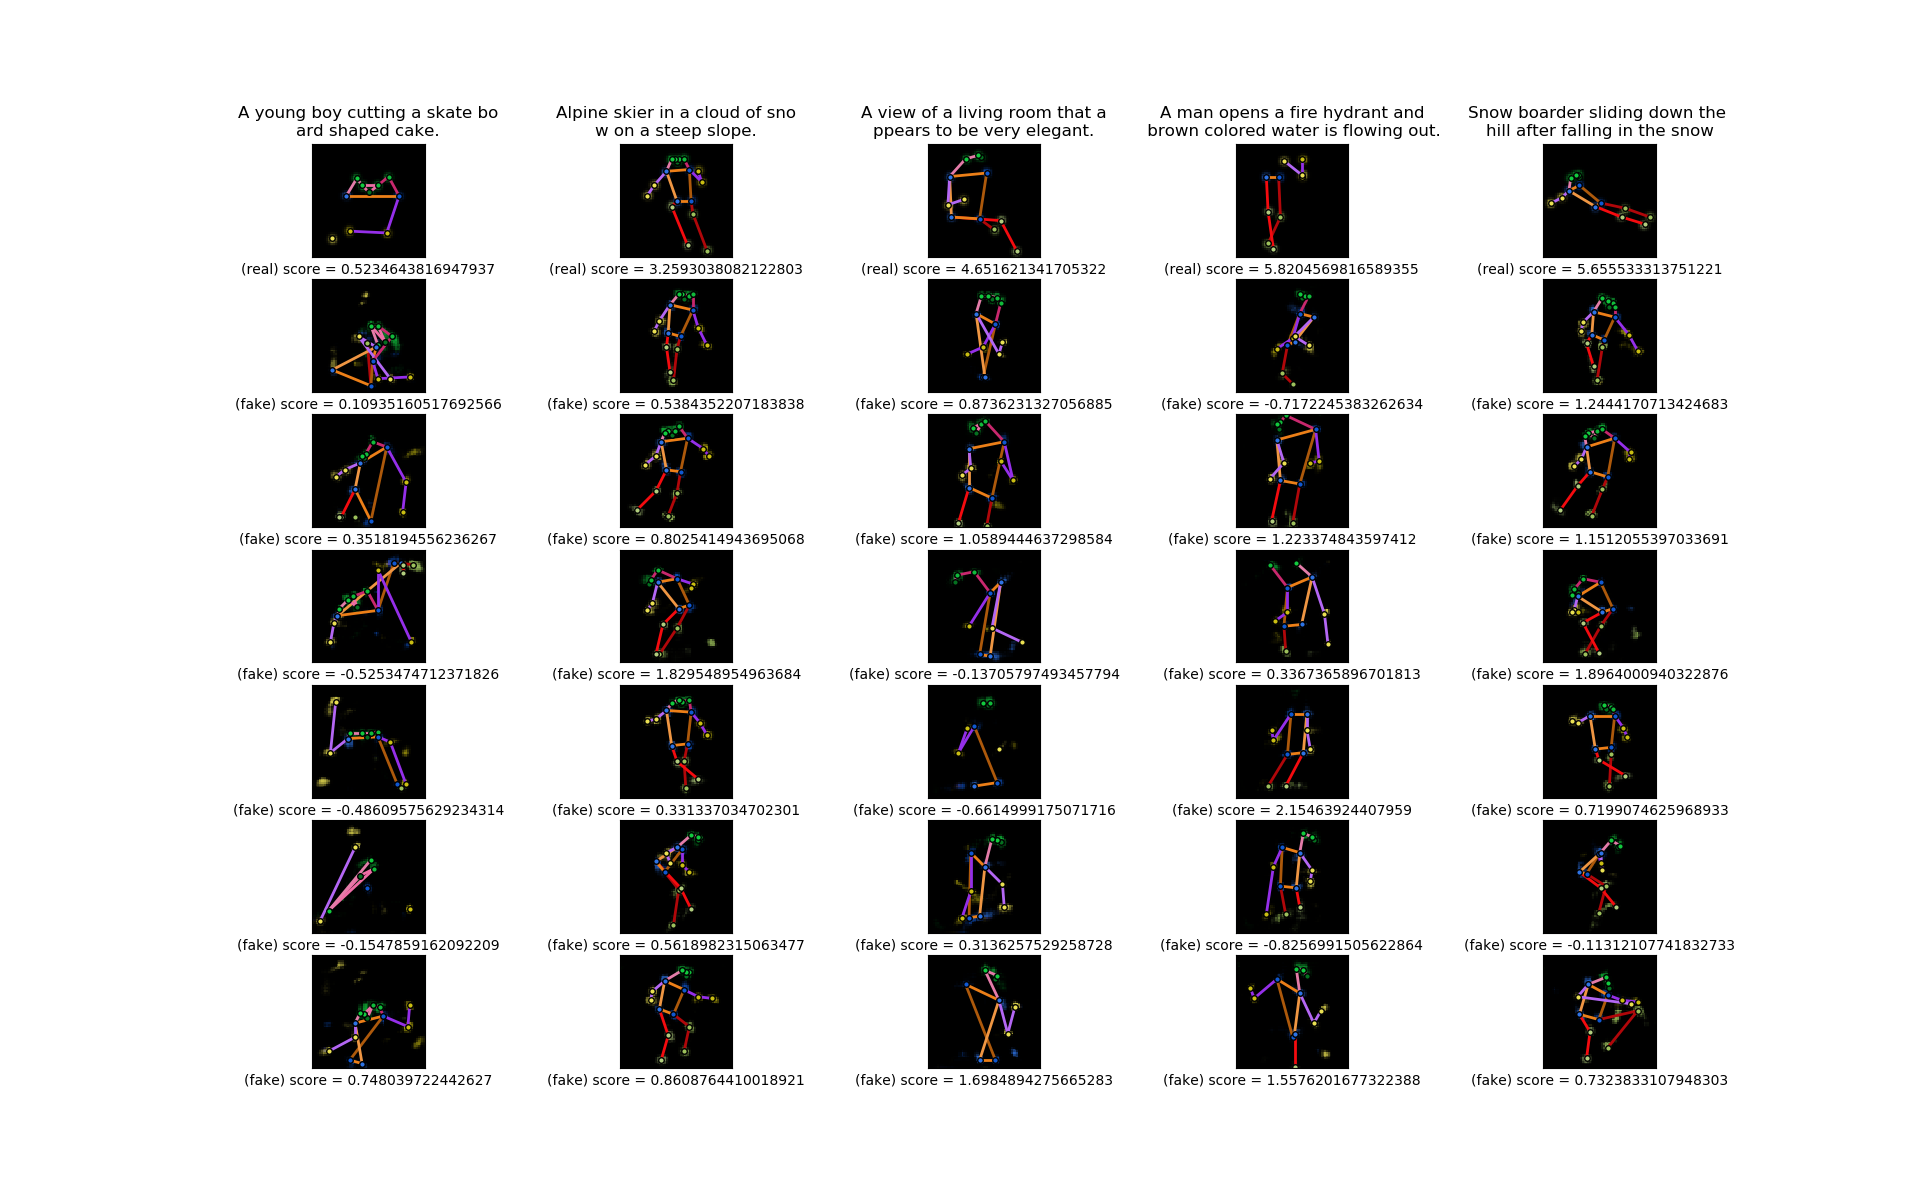 A young boy cutting a skate bo
ard shaped cake.
Alpine skier in a cloud of sno
w on a steep slope.
A view of a living room that a
ppears to be very elegant.
A man opens a fire hydrant and
brown colored water is flowing out.
Snow boarder sliding down the
hill after falling in the snow
(real) score = 0.5234643816947937
(real) score = 3.2593038082122803
(real) score = 4.651621341705322
(real) score = 5.8204569816589355
(real) score = 5.655533313751221
(fake) score = 0.10935160517692566
(fake) score = 0.5384352207183838
(fake) score = 0.8736231327056885
(fake) score = -0.7172245383262634
(fake) score = 1.2444170713424683
(fake) score = 0.3518194556236267
(fake) score = 0.8025414943695068
(fake) score = 1.0589444637298584
(fake) score = 1.223374843597412
(fake) score = 1.1512055397033691
(fake) score = -0.5253474712371826
(fake) score = 1.829548954963684
(fake) score = -0.13705797493457794
(fake) score = 0.3367365896701813
(fake) score = 1.8964000940322876
(fake) score = -0.48609575629234314
(fake) score = 0.331337034702301
(fake) score = -0.6614999175071716
(fake) score = 2.15463924407959
(fake) score = 0.7199074625968933
(fake) score = -0.1547859162092209
(fake) score = 0.5618982315063477
(fake) score = 0.3136257529258728
(fake) score = -0.8256991505622864
(fake) score = -0.11312107741832733
(fake) score = 0.748039722442627
(fake) score = 0.8608764410018921
(fake) score = 1.6984894275665283
(fake) score = 1.5576201677322388
(fake) score = 0.7323833107948303